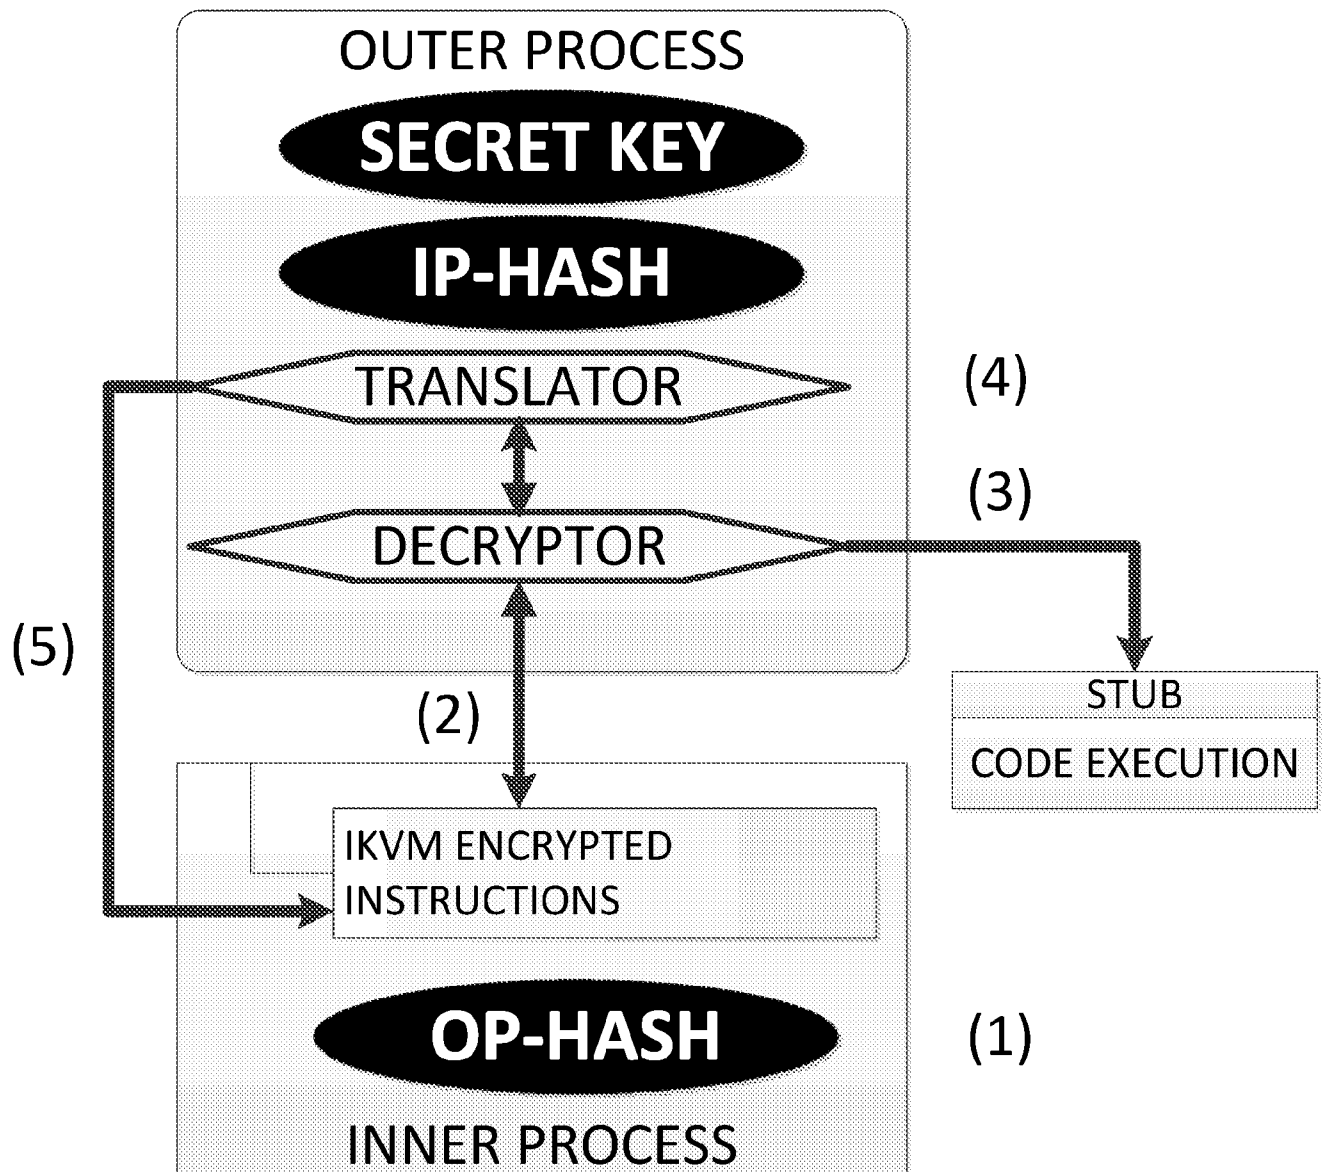 OUTER PROCESS
SECRET KEY
IP-HASH
TRANSLATOR
(4)
(3)
DECRYPTOR
(5)
(2)
STUB
CODE EXECUTION
IKVM ENCRYPTED
INSTRUCTIONS
OP-HASH
(1)
INNER PROCESS